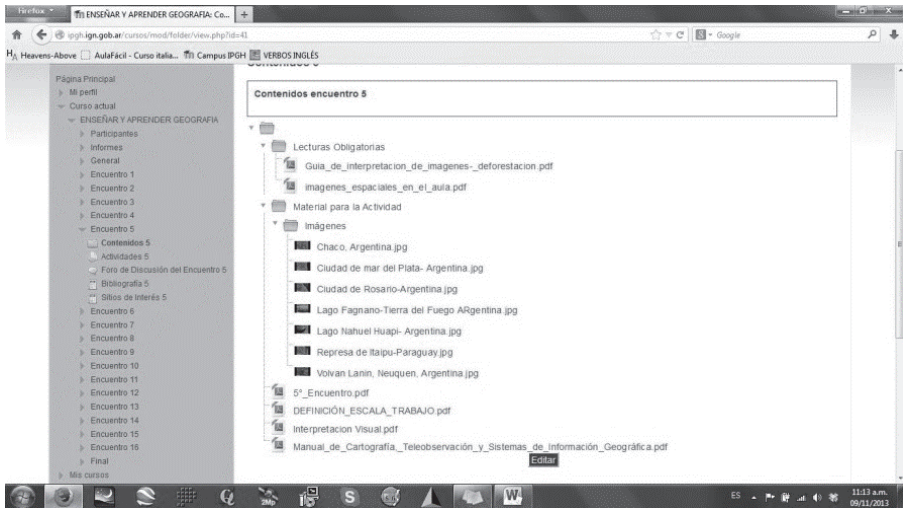 Firefox
ENSEÑAR Y APRENDER GEOGRAFIA: Co...
ipgh.ign.gob.ar/cursos/mod/folder/view.php?id=41
Google
Heavens-Above
AulaFácil - Curso italia...
Campus IPGH
VERBOS INGLÉS
Página Principal
Mi perfil
Curso actual
ENSEÑAR Y APRENDER GEOGRAFIA
Participantes
Informes
General
Encuentro 1
Encuentro 2
Encuentro 3
Encuentro 4
Encuentro 5
Contenidos 5
Actividades 5
Foro de Discusión del Encuentro 5
Bibliografía 5
Sitios de Interés 5
Encuentro 6
Encuentro 7
Encuentro 8
Encuentro 9
Encuentro 10
Encuentro 11
Encuentro 12
Encuentro 13
Encuentro 14
Encuentro 15
Encuentro 16
Final
Mis cursos
Contenidos 5
Contenidos encuentro 5
Lecturas Obligatorias
Guia_de_interpretacion_de_imagenes-_deforestacion.pdf
imagenes_espaciales_en_el_aula.pdf
Material para la Actividad
Imágenes
Chaco, Argentina.jpg
Ciudad de mar del Plata- Argentina.jpg
Ciudad de Rosario-Argentina.jpg
Lago Fagnano-Tierra del Fuego ARgentina.jpg
Lago Nahuel Huapi- Argentina.jpg
Represa de Itaipu-Paraguay.jpg
Volvan Lanin, Neuquen, Argentina.jpg
5°_Encuentro.pdf
DEFINICIÓN_ESCALA_TRABAJO.pdf
Interpretacion Visual.pdf
Manual_de_Cartografía,_Teleobservación_y_Sistemas_de_Información_Geográfica.pdf
Editar
ES
11:13 a.m.
09/11/2013